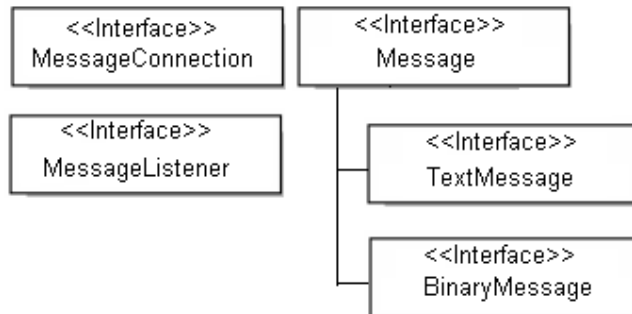 <<Interface>>
MessageConnection
<<Interface>>
Message
<<Interface>>
MessageListener
<<Interface>>
TextMessage
<<Interface>>
BinaryMessage